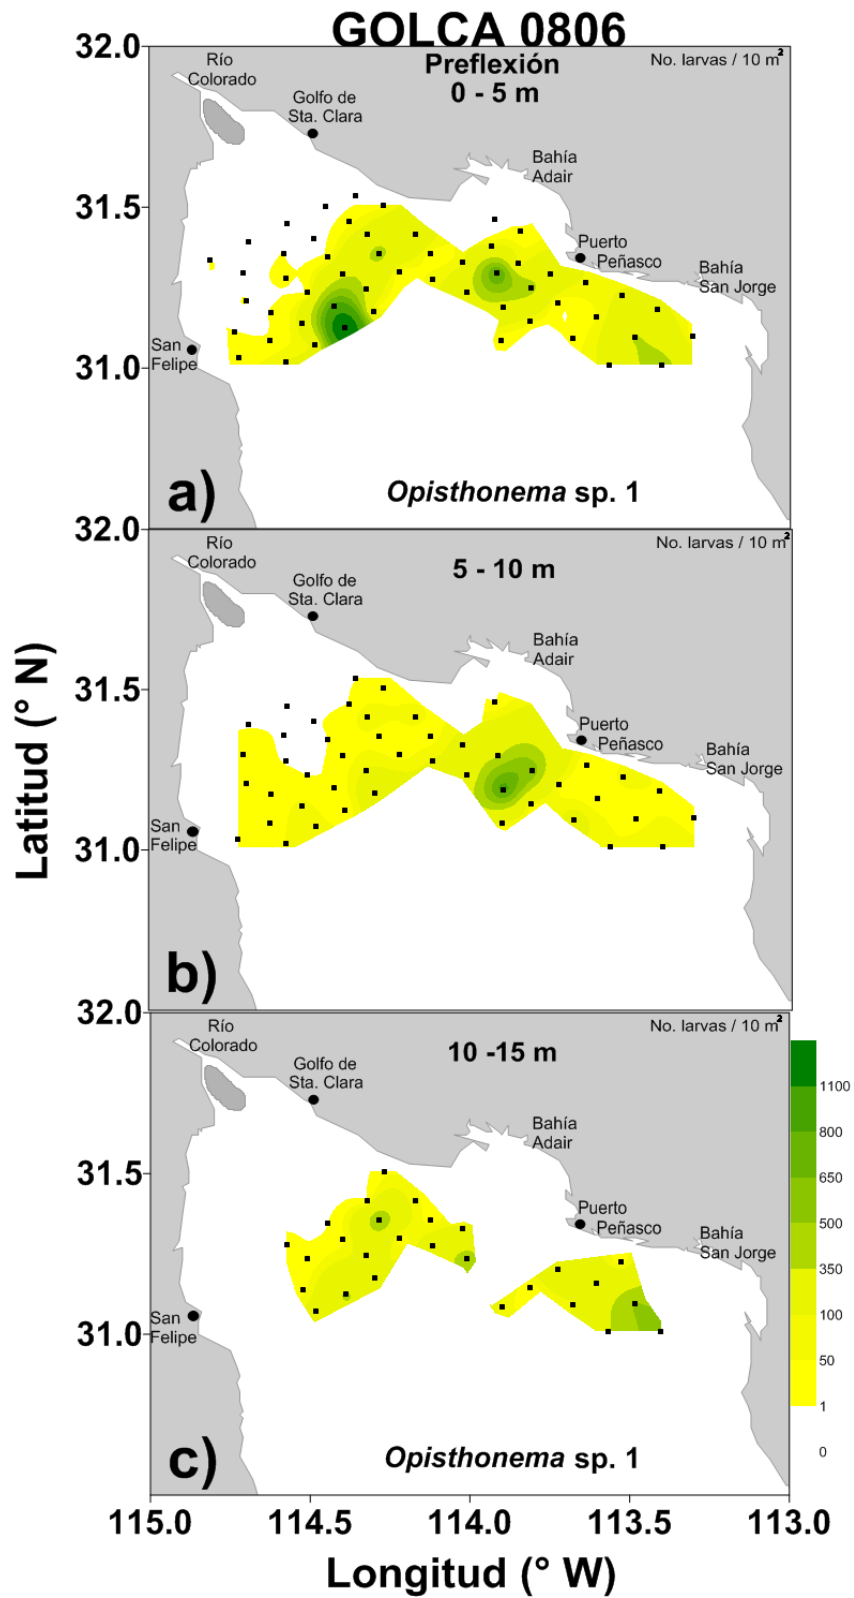 GOLCA 0806
32.0
Río
Colorado
Preflexión
0 - 5 m
No. larvas / 10 m²
Golfo de
Sta. Clara
Bahía
Adair
31.5
Puerto
Peñasco
Bahía
San Jorge
San
Felipe
31.0
a)
Opisthonema sp. 1
32.0
Río
Colorado
5 - 10 m
No. larvas / 10 m²
Golfo de
Sta. Clara
Bahía
Adair
31.5
Puerto
Peñasco
Bahía
San Jorge
San
Felipe
31.0
b)
Latitud (° N)
32.0
Río
Colorado
10 -15 m
No. larvas / 10 m²
Golfo de
Sta. Clara
Bahía
Adair
31.5
Puerto
Peñasco
Bahía
San Jorge
San
Felipe
31.0
c)
Opisthonema sp. 1
1100
800
650
500
350
100
50
1
0
115.0 114.5 114.0 113.5 113.0
Longitud (° W)